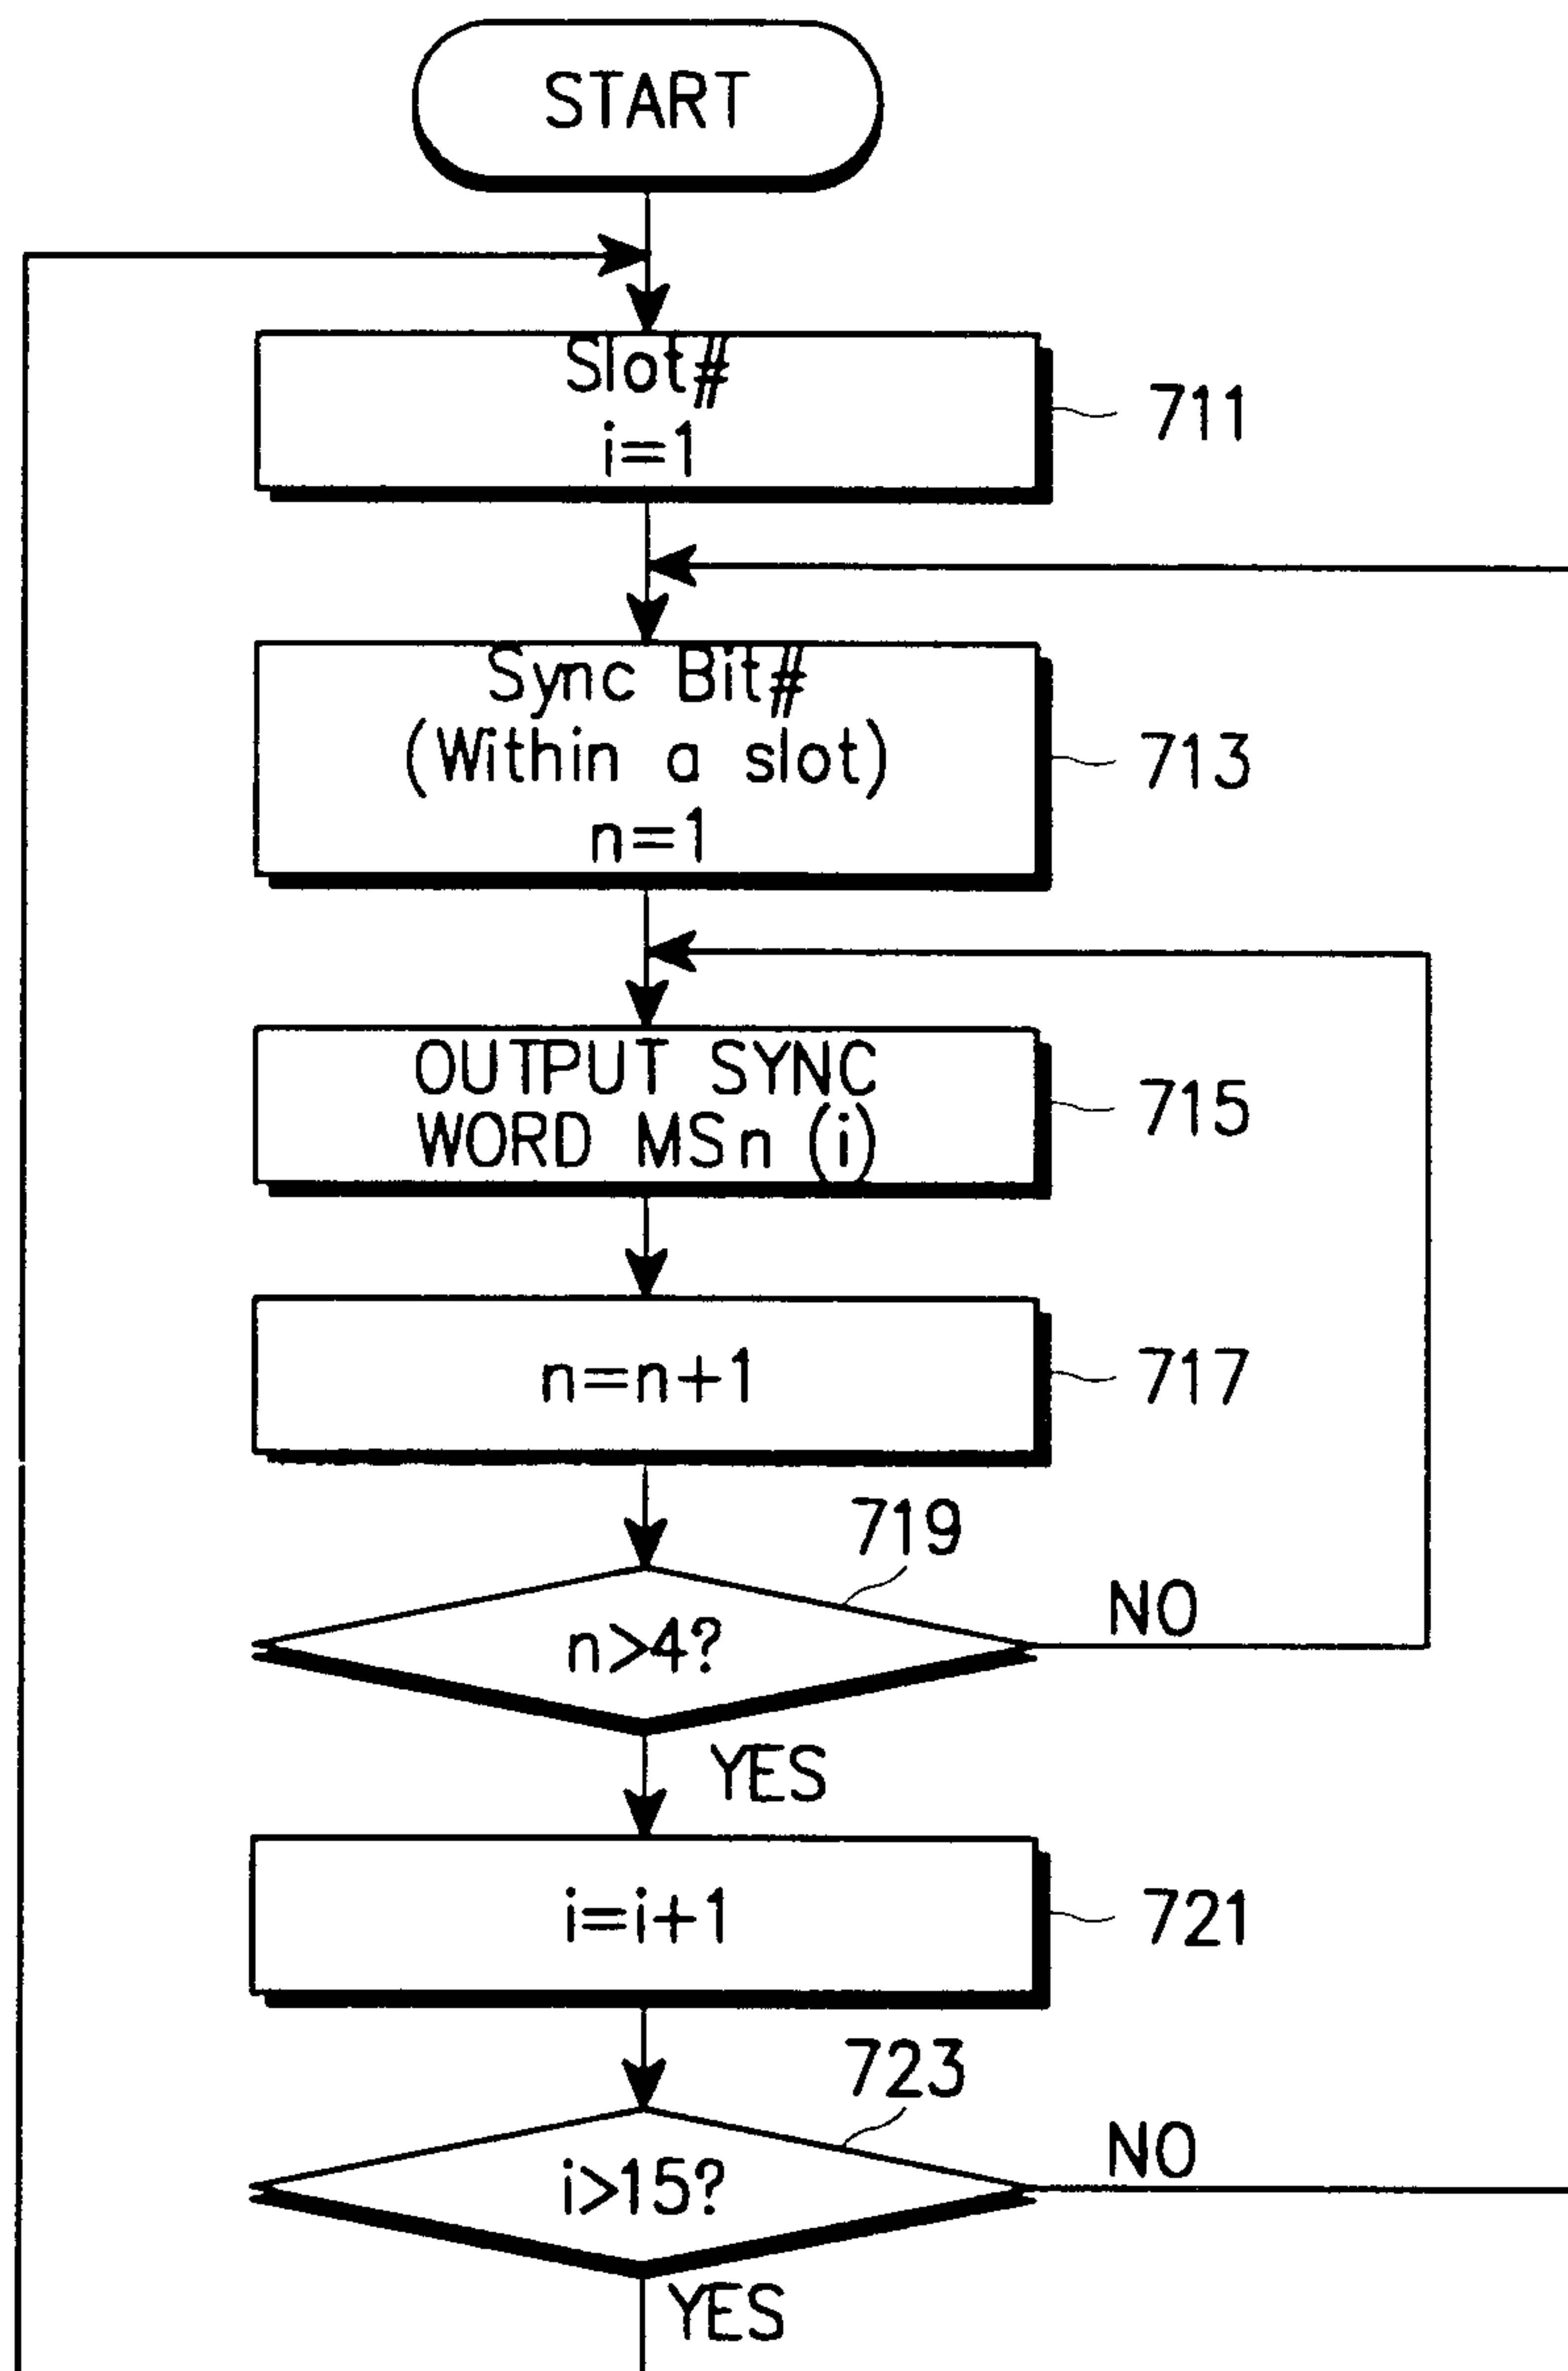 START
Slot#
i=1
711
Sync Bit#
(Within a slot)
n=1
713
OUTPUT SYNC
WORD MSn (i)
715
n=n+1
717
719
n>4?
NO
YES
i=i+1
721
723
i>15?
NO
YES